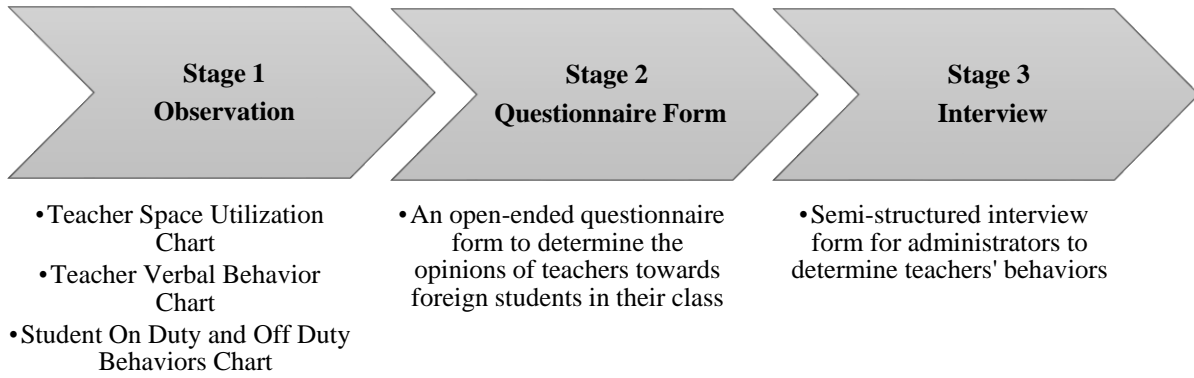 Stage 1
Observation
Stage 2
Questionnaire Form
Stage 3
Interview
•Teacher Space Utilization
Chart
•Teacher Verbal Behavior
Chart
•Student On Duty and Off Duty
Behaviors Chart
•An open-ended questionnaire
form to determine the
opinions of teachers towards
foreign students in their class
•Semi-structured interview
form for administrators to
determine teachers' behaviors